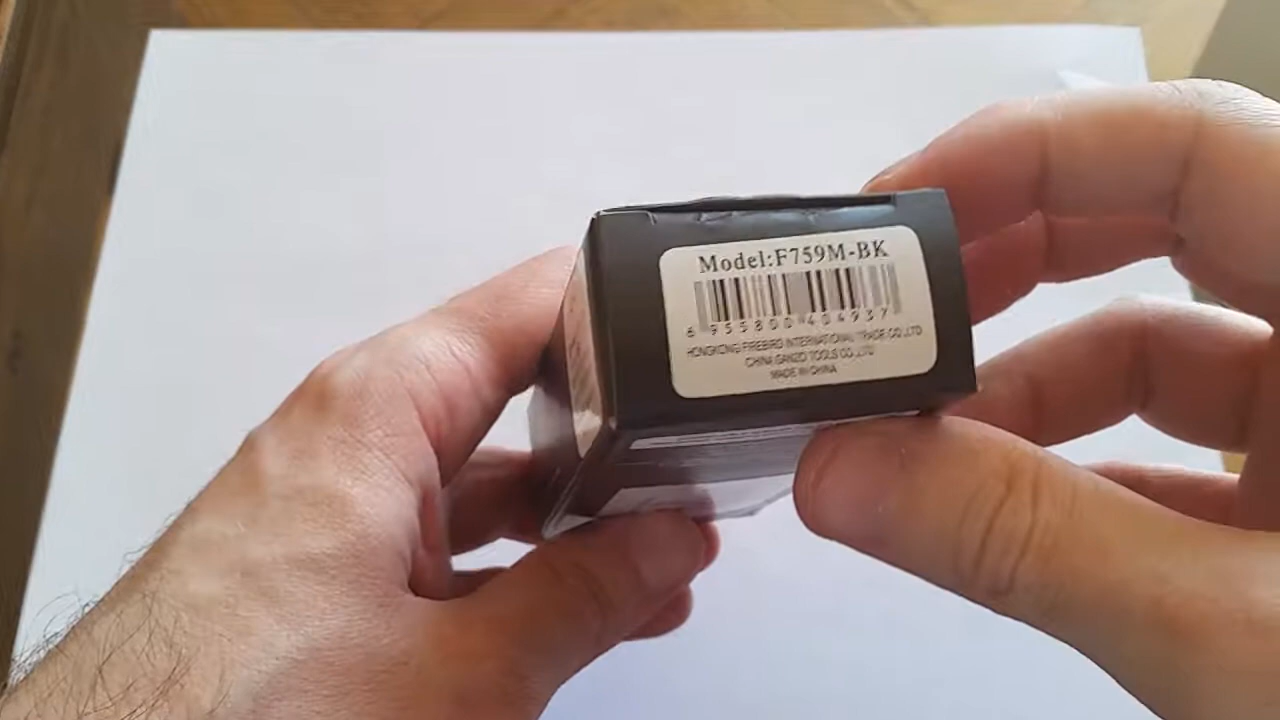 Model:F759M-BK
6 955800 404937
HONGKONG FIREBIRD INTERNATIONAL TRADE CO.,LTD
CHINA GANZO TOOLS CO.,LTD
MADE IN CHINA